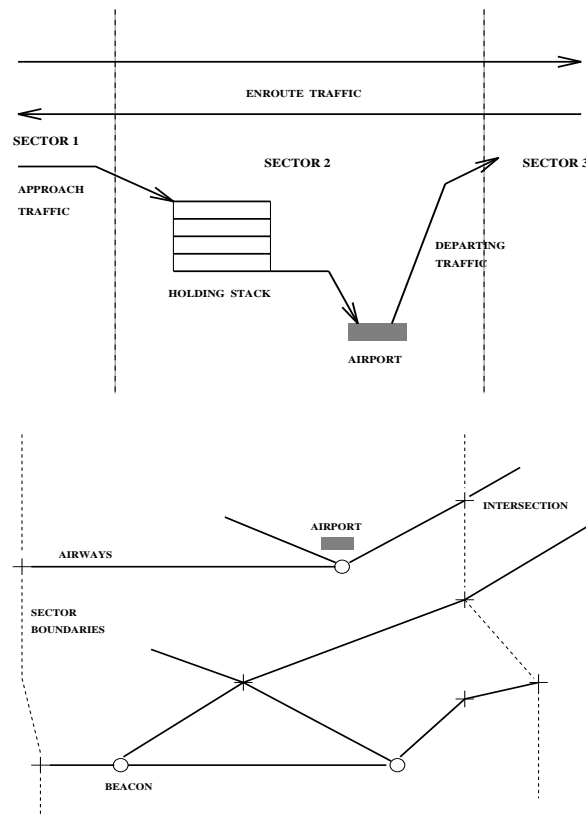 ENROUTE TRAFFIC
SECTOR 1
SECTOR 2
SECTOR 3
APPROACH
TRAFFIC
DEPARTING
TRAFFIC
HOLDING STACK
AIRPORT
AIRPORT
INTERSECTION
AIRWAYS
SECTOR
BOUNDARIES
BEACON